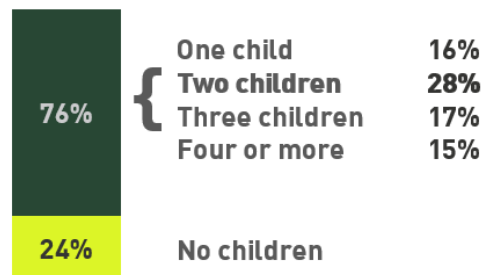 One child 16%
Two children 28%
76% { Three children 17%
Four or more 15%
24% No children